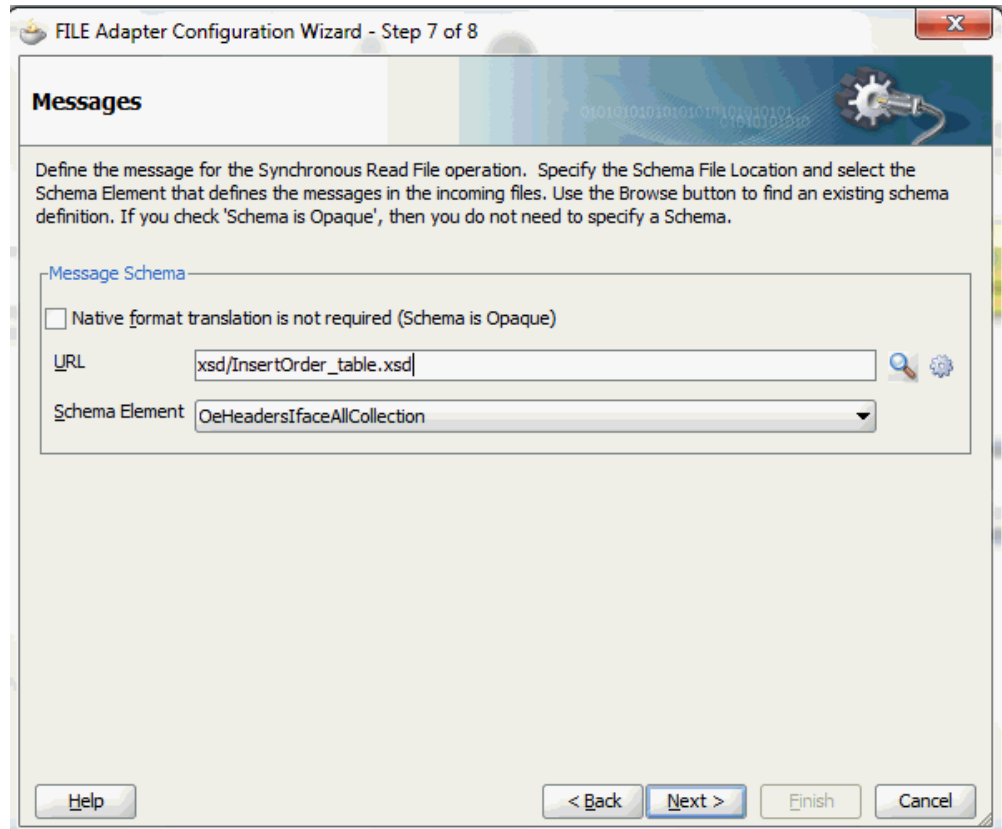 FILE Adapter Configuration Wizard - Step 7 of 8
Messages
Define the message for the Synchronous Read File operation.  Specify the Schema File Location and select the
Schema Element that defines the messages in the incoming files. Use the Browse button to find an existing schema
definition. If you check 'Schema is Opaque', then you do not need to specify a Schema.
Message Schema
Native format translation is not required (Schema is Opaque)
URL xsd/InsertOrder_table.xsd
Schema Element OeHeadersIfaceAllCollection
Help < Back Next > Finish Cancel